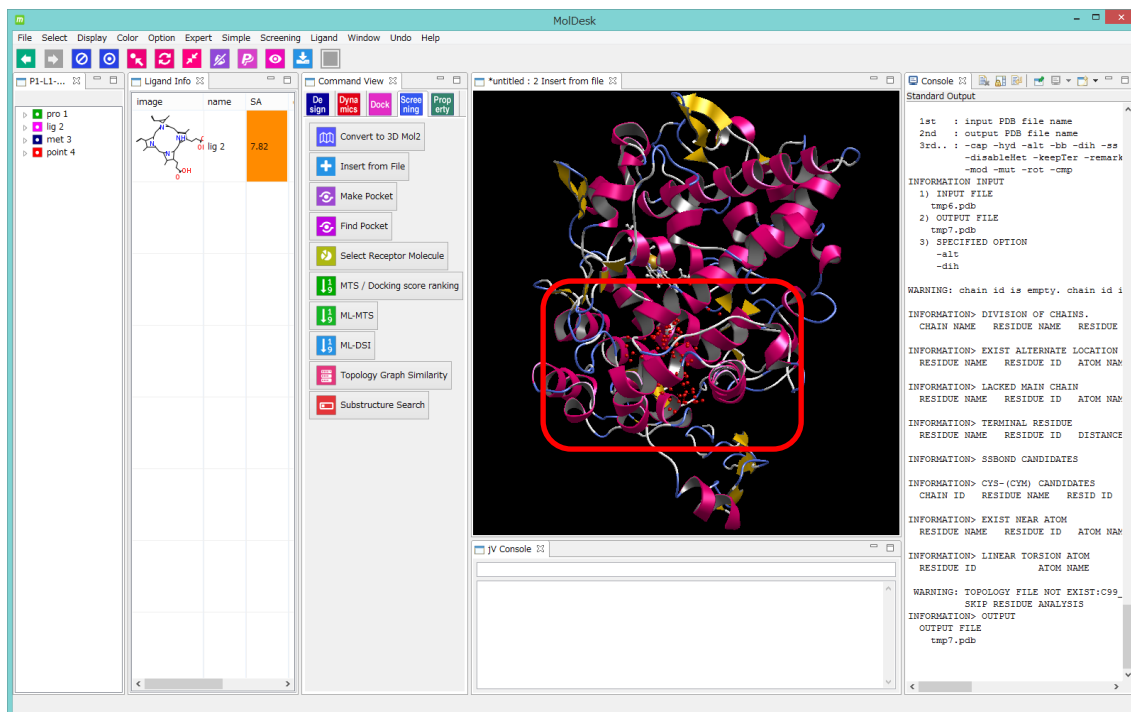 m
MolDesk
File Select Display Color Option Expert Simple Screening Ligand Window Undo Help
P1-L1-...
pro 1
lig 2
met 3
point 4
Ligand Info
image name SA
N
NH
N
OH
lig 2
7.82
Command View
De
sign
Dyna
mics
Dock
Scree
ning
Prop
erty
Convert to 3D Mol2
Insert from File
Make Pocket
Find Pocket
Select Receptor Molecule
MTS / Docking score ranking
ML-MTS
ML-DSI
Topology Graph Similarity
Substructure Search
*untitled : 2 Insert from file
jV Console
Console
Standard Output
1st : input PDB file name
2nd : output PDB file name
3rd.. : -cap -hyd -alt -bb -dih -ss
-disableHet -keepTer -remark
-mod -mut -rot -cmp
INFORMATION INPUT
1) INPUT FILE
tmp6.pdb
2) OUTPUT FILE
tmp7.pdb
3) SPECIFIED OPTION
-alt
-dih
WARNING: chain id is empty. chain id i
INFORMATION> DIVISION OF CHAINS.
CHAIN NAME RESIDUE NAME RESIDUE
INFORMATION> EXIST ALTERNATE LOCATION
RESIDUE NAME RESIDUE ID ATOM NAM
INFORMATION> LACKED MAIN CHAIN
RESIDUE NAME RESIDUE ID ATOM NAM
INFORMATION> TERMINAL RESIDUE
RESIDUE NAME RESIDUE ID DISTANCE
INFORMATION> SSBOND CANDIDATES
INFORMATION> CYS-(CYM) CANDIDATES
CHAIN ID RESIDUE NAME RESID ID
INFORMATION> EXIST NEAR ATOM
RESIDUE NAME RESIDUE ID ATOM NAM
INFORMATION> LINEAR TORSION ATOM
RESIDUE ID ATOM NAME
WARNING: TOPOLOGY FILE NOT EXIST:C99_
SKIP RESIDUE ANALYSIS
INFORMATION> OUTPUT
OUTPUT FILE
tmp7.pdb